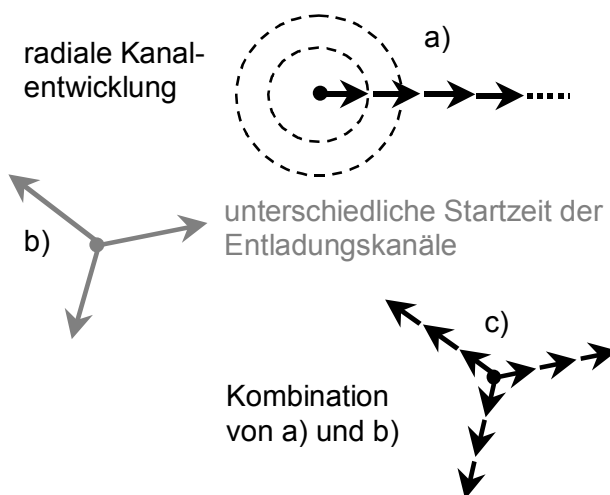 a)
radiale Kanal-
entwicklung
unterschiedliche Startzeit der
b)
Entladungskanäle
c)
Kombination
von a) und b)